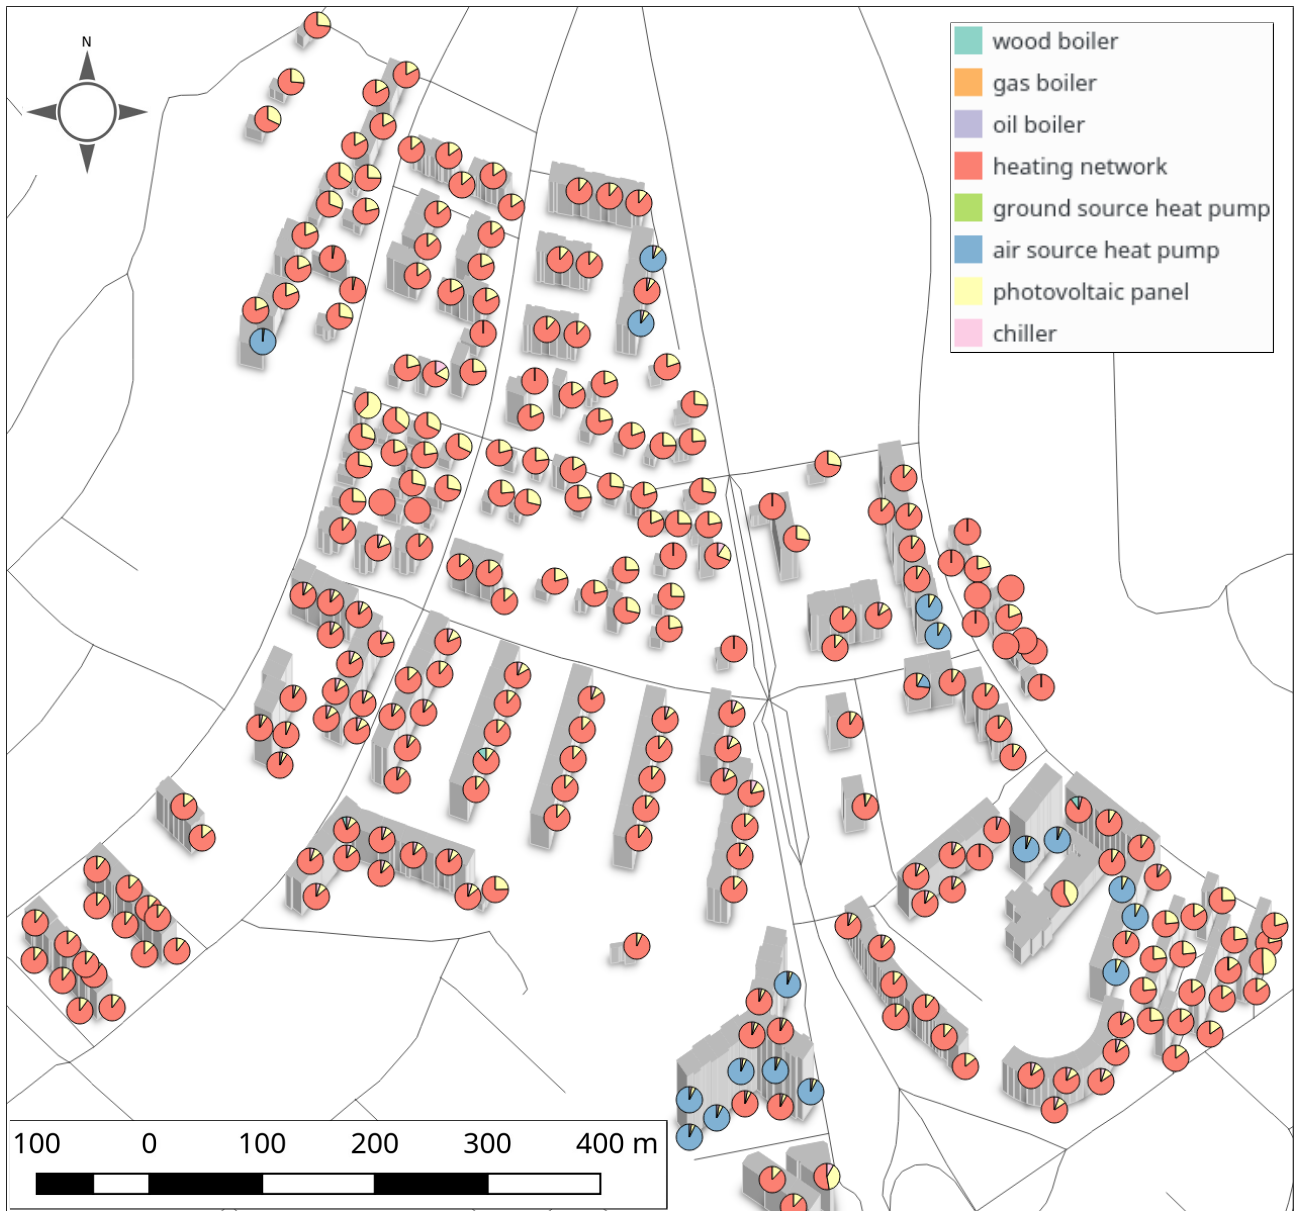 N
wood boiler
gas boiler
oil boiler
heating network
ground source heat pump
air source heat pump
photovoltaic panel
chiller
100 0 100 200 300 400 m